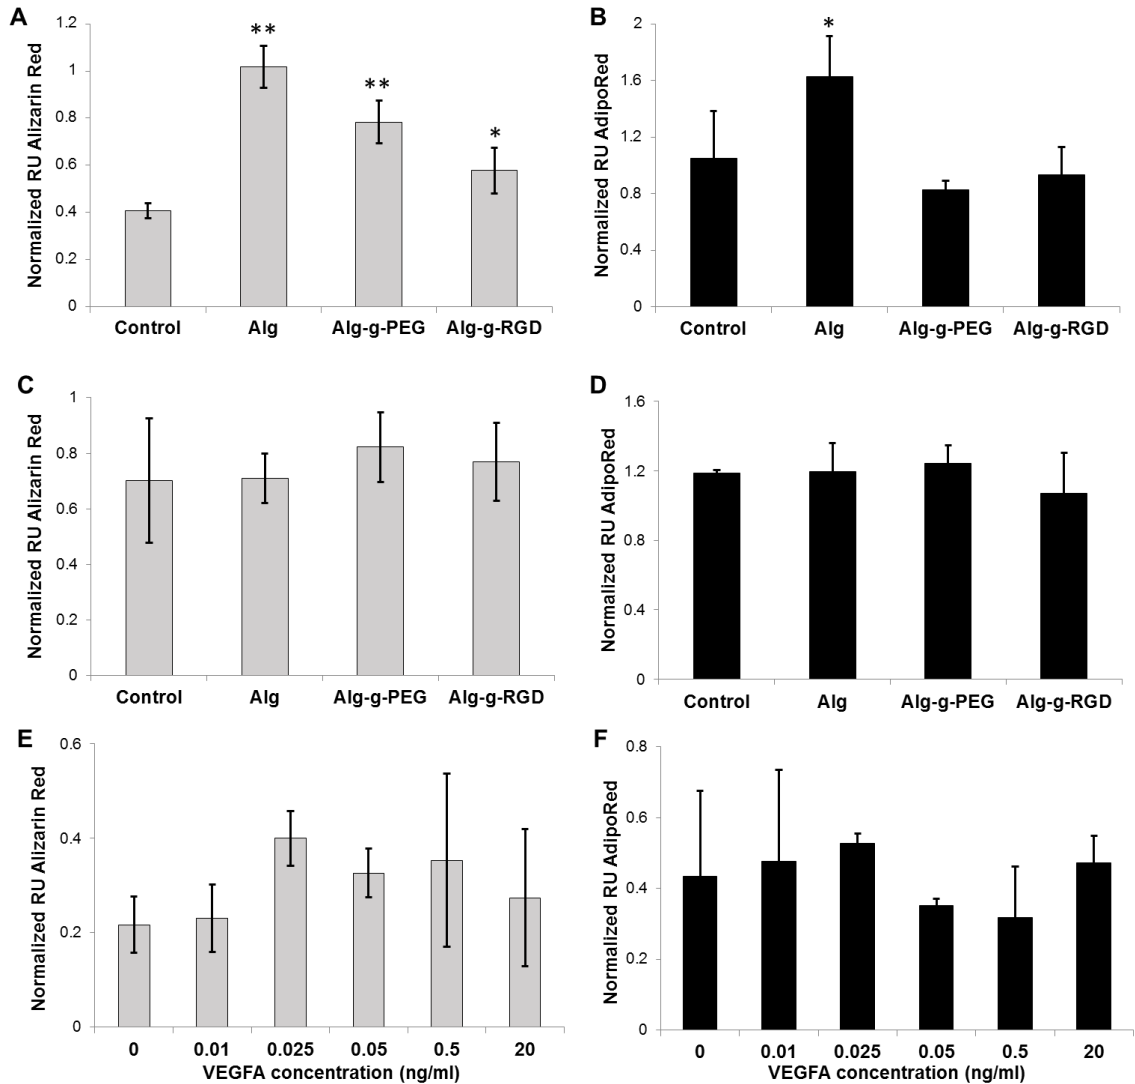 A
Normalized RU Alizarin Red
1.2
1
0.8
0.6
0.4
0.2
0
**
**
*
Control Alg Alg-g-PEG Alg-g-RGD
B
Normalized RU AdipoRed
2
1.6
1.2
0.8
0.4
0
*
Control Alg Alg-g-PEG Alg-g-RGD
C
Normalized RU Alizarin Red
1
0.8
0.6
0.4
0.2
0
Control Alg Alg-g-PEG Alg-g-RGD
D
Normalized RU AdipoRed
1.6
1.2
0.8
0.4
0
Control Alg Alg-g-PEG Alg-g-RGD
E
Normalized RU Alizarin Red
0.6
0.4
0.2
0
0 0.01 0.025 0.05 0.5 20
VEGFA concentration (ng/ml)
F
Normalized RU AdipoRed
0.8
0.6
0.4
0.2
0
0 0.01 0.025 0.05 0.5 20
VEGFA concentration (ng/ml)